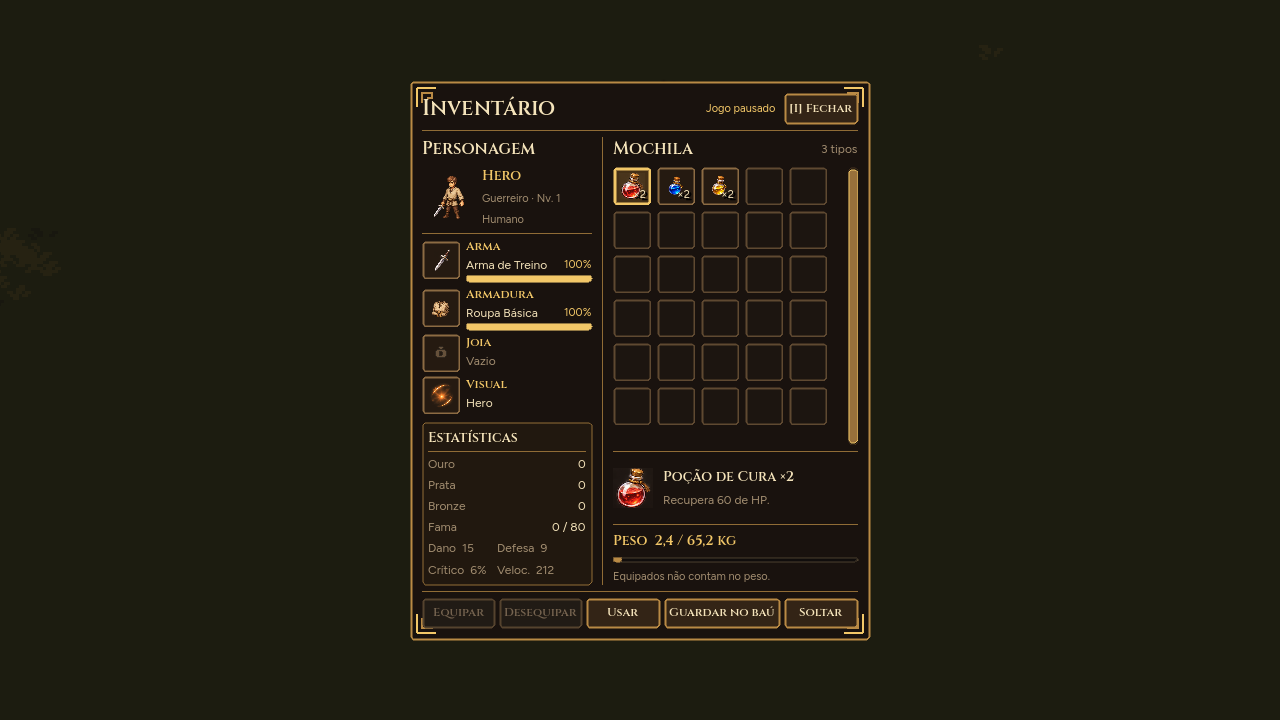 Inventário
Jogo pausado
[I] Fechar
Personagem
Hero
Guerreiro · Nv. 1
Humano
Arma
Arma de Treino 100%
Armadura
Roupa Básica 100%
Joia
Vazio
Visual
Hero
Estatísticas
Ouro 0
Prata 0
Bronze 0
Fama 0 / 80
Dano 15 Defesa 9
Crítico 6% Veloc. 212
Mochila
3 tipos
×2 ×2 ×2
Poção de Cura ×2
Recupera 60 de HP.
Peso 2,4 / 65,2 kg
Equipados não contam no peso.
Equipar Desequipar Usar Guardar no baú Soltar